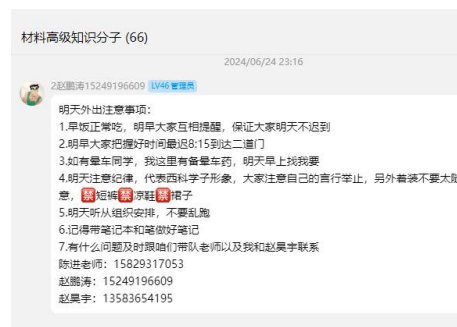 材料高级知识分子 (66)
2024/06/24 23:16
2赵鹏涛15249196609 LV46 管理员
明天外出注意事项：
1.早饭正常吃，明早大家互相提醒，保证大家明天不迟到
2.明早大家把握好时间最迟8:15到达二道门
3.如有晕车同学，我这里有备晕车药，明天早上找我要
4.明天注意纪律，代表西科学子形象，大家注意自己的言行举止，另外着装不要太随
意，禁短裤禁凉鞋禁裙子
5.明天听从组织安排，不要乱跑
6.记得带笔记本和笔做好笔记
7.有什么问题及时跟咱们带队老师以及我和赵昊宇联系
陈进老师：15829317053
赵鹏涛：15249196609
赵昊宇：13583654195